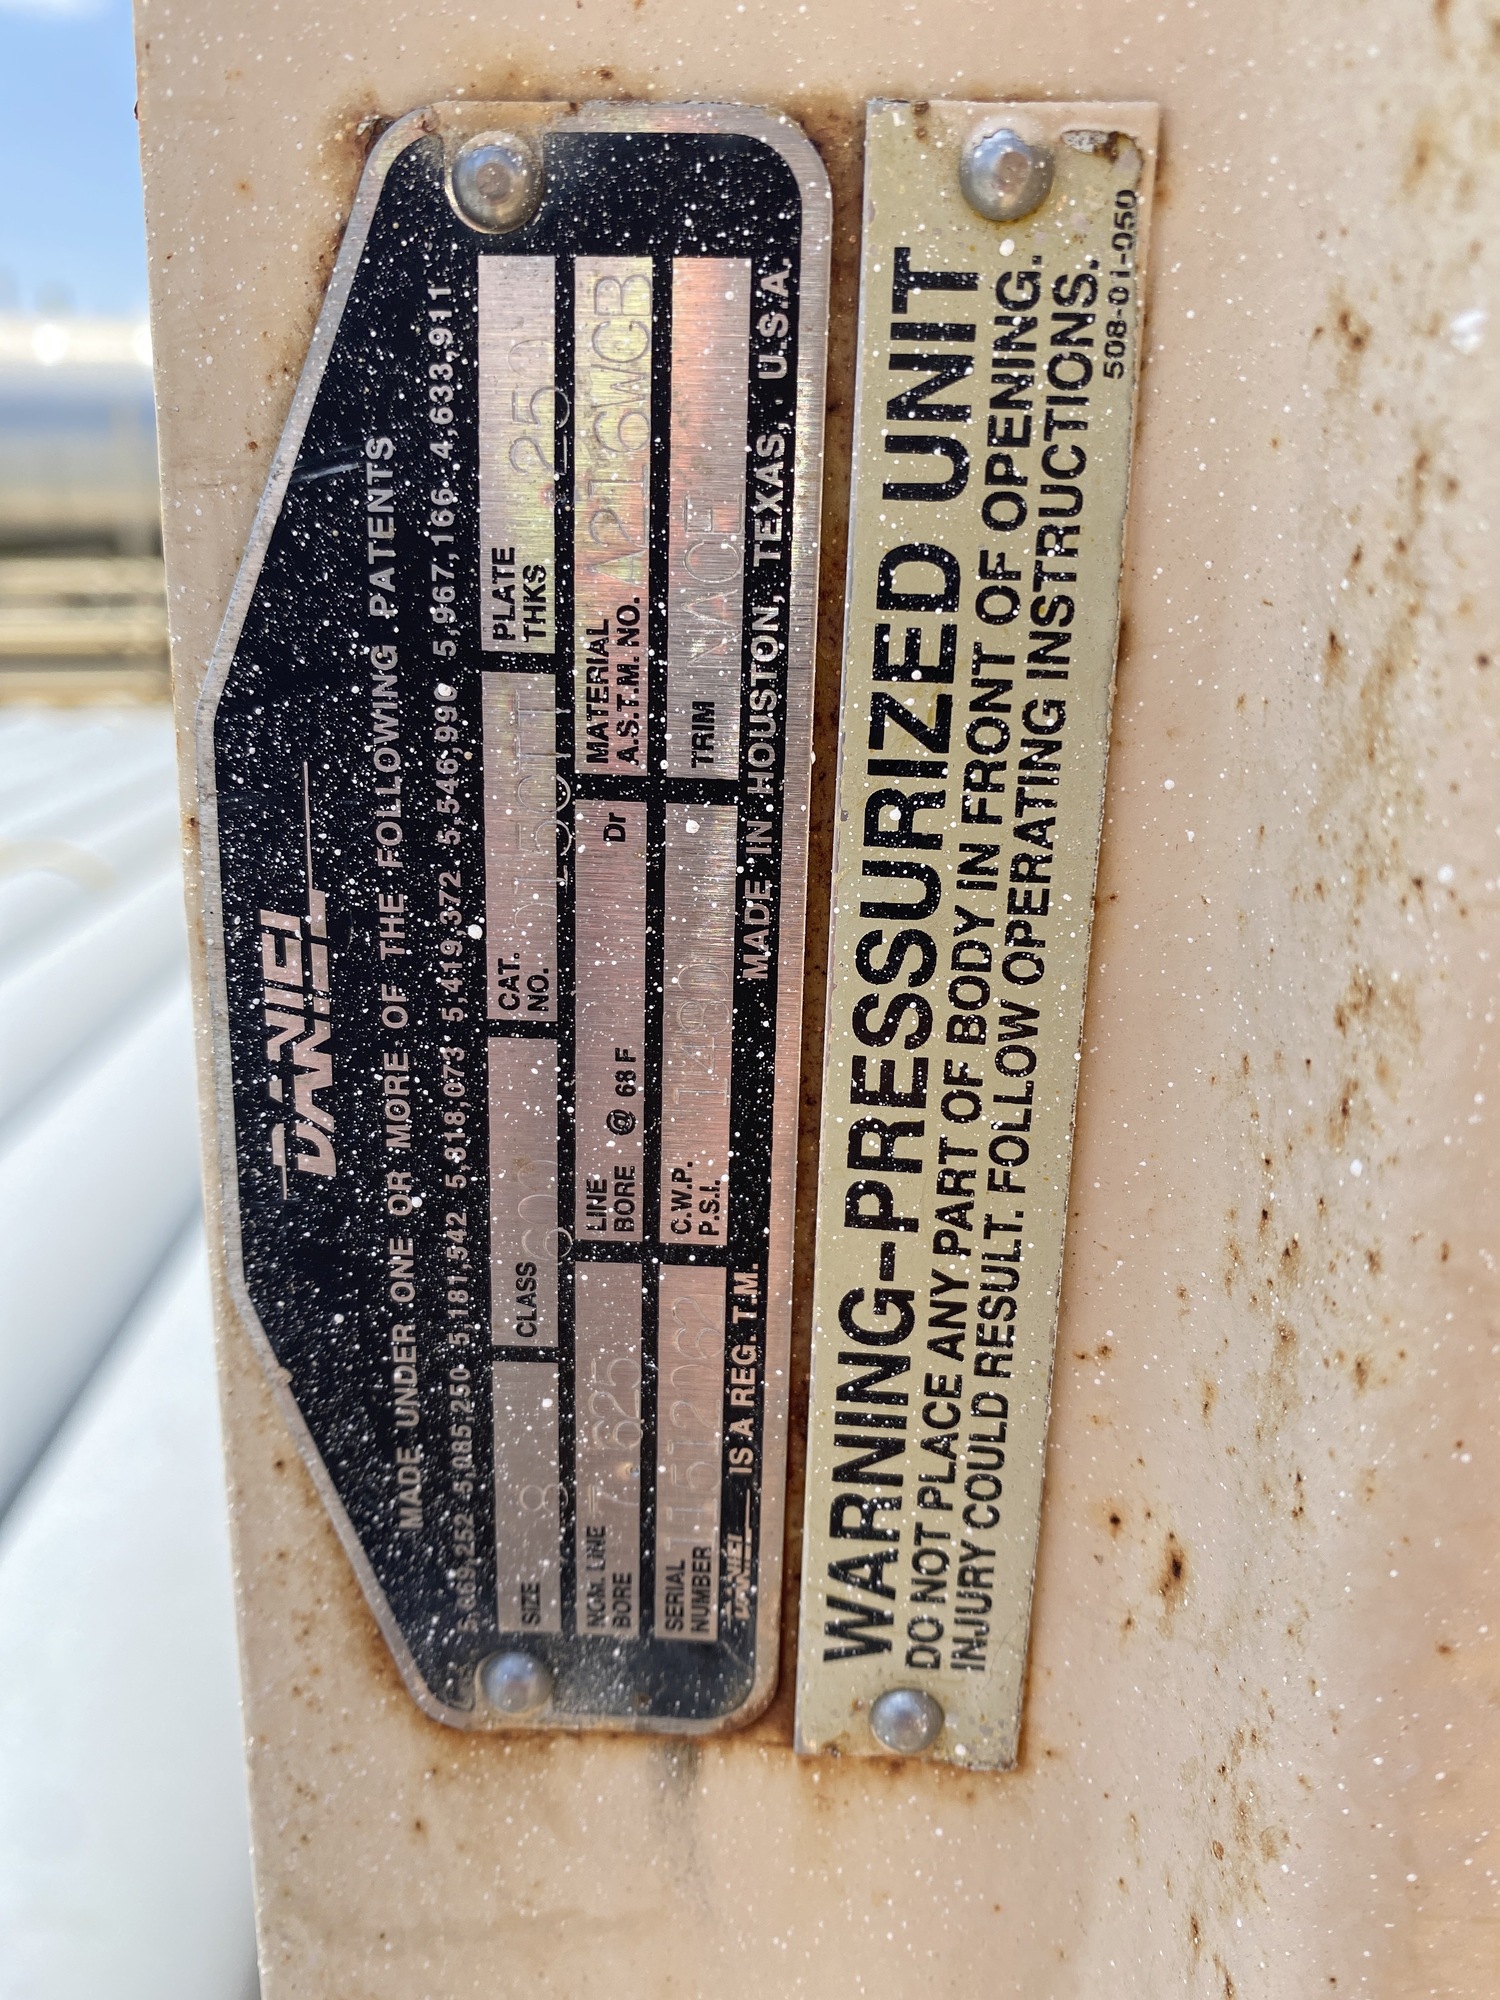 DANIEL
MADE UNDER ONE OR MORE OF THE FOLLOWING PATENTS
5,069,252 5,085,250 5,181,542 5,818,073 5,419,372 5,546,990 5,967,166 4,633,911
SIZE 8 CLASS 600 CAT. NO. 50TT PLATE THKS .250
NOM. LINE BORE 7.625 LINE BORE @ 68 F Dr MATERIAL A.S.T.M. NO. A216WCB
SERIAL NUMBER C.W.P. P.S.I. 1480 TRIM NACE
DANIEL IS A REG. T.M. MADE IN HOUSTON, TEXAS, U.S.A.
WARNING-PRESSURIZED UNIT
DO NOT PLACE ANY PART OF BODY IN FRONT OF OPENING.
INJURY COULD RESULT. FOLLOW OPERATING INSTRUCTIONS.
508-01-050